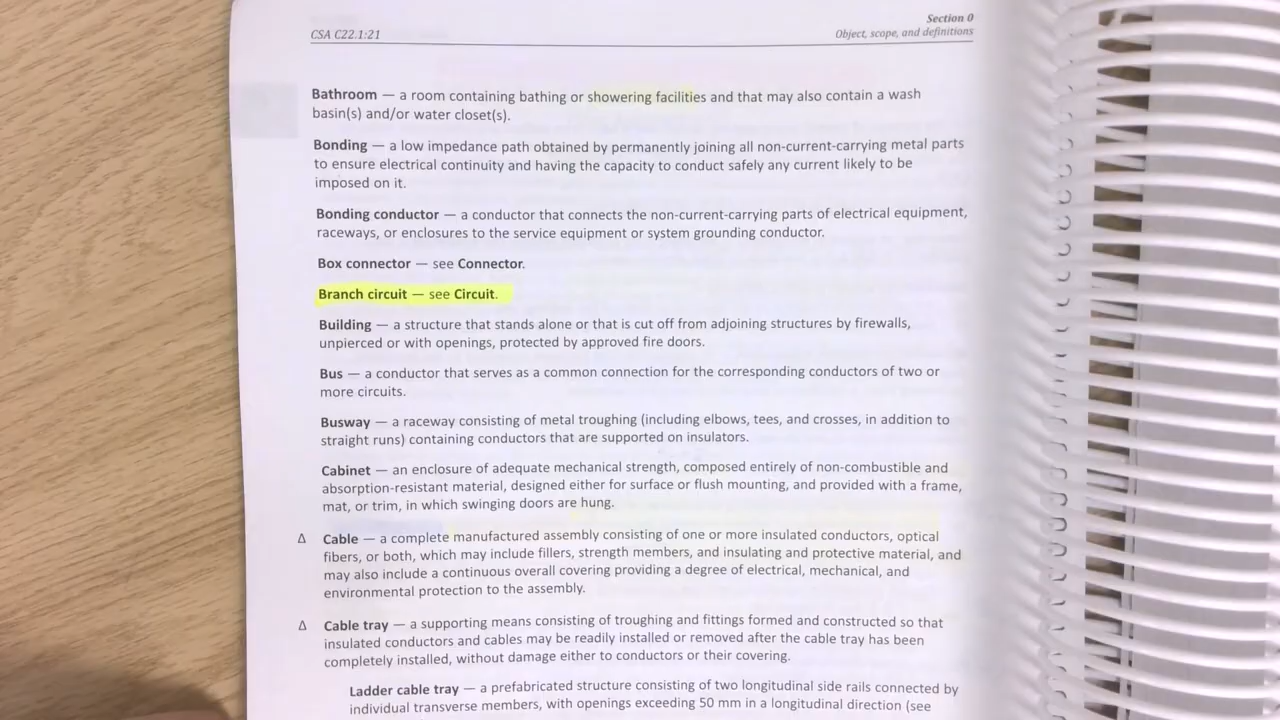 CSA C22.1:21
Section 0
Object, scope, and definitions
Bathroom — a room containing bathing or showering facilities and that may also contain a wash
basin(s) and/or water closet(s).
Bonding — a low impedance path obtained by permanently joining all non-current-carrying metal parts
to ensure electrical continuity and having the capacity to conduct safely any current likely to be
imposed on it.
Bonding conductor — a conductor that connects the non-current-carrying parts of electrical equipment,
raceways, or enclosures to the service equipment or system grounding conductor.
Box connector — see Connector.
Branch circuit — see Circuit.
Building — a structure that stands alone or that is cut off from adjoining structures by firewalls,
unpierced or with openings, protected by approved fire doors.
Bus — a conductor that serves as a common connection for the corresponding conductors of two or
more circuits.
Busway — a raceway consisting of metal troughing (including elbows, tees, and crosses, in addition to
straight runs) containing conductors that are supported on insulators.
Cabinet — an enclosure of adequate mechanical strength, composed entirely of non-combustible and
absorption-resistant material, designed either for surface or flush mounting, and provided with a frame,
mat, or trim, in which swinging doors are hung.
Δ Cable — a complete manufactured assembly consisting of one or more insulated conductors, optical
fibers, or both, which may include fillers, strength members, and insulating and protective material, and
may also include a continuous overall covering providing a degree of electrical, mechanical, and
environmental protection to the assembly.
Δ Cable tray — a supporting means consisting of troughing and fittings formed and constructed so that
insulated conductors and cables may be readily installed or removed after the cable tray has been
completely installed, without damage either to conductors or their covering.
Ladder cable tray — a prefabricated structure consisting of two longitudinal side rails connected by
individual transverse members, with openings exceeding 50 mm in a longitudinal direction (see